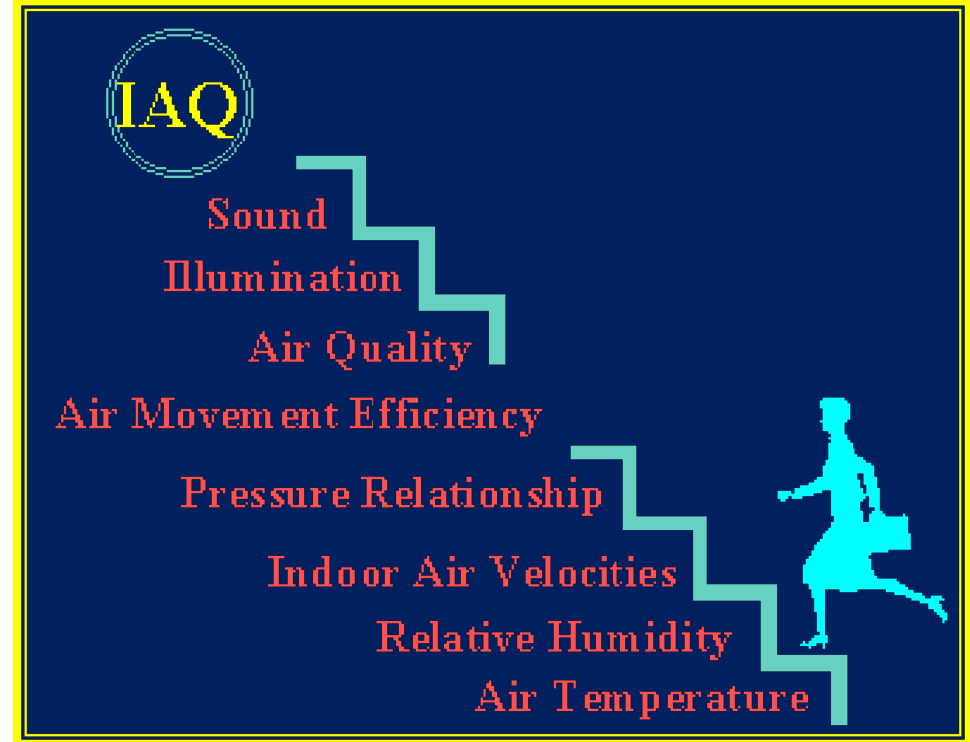 IAQ
Sound
Illumination
Air Quality
Air Movement Efficiency
Pressure Relationship
Indoor Air Velocities
Relative Humidity
Air Temperature